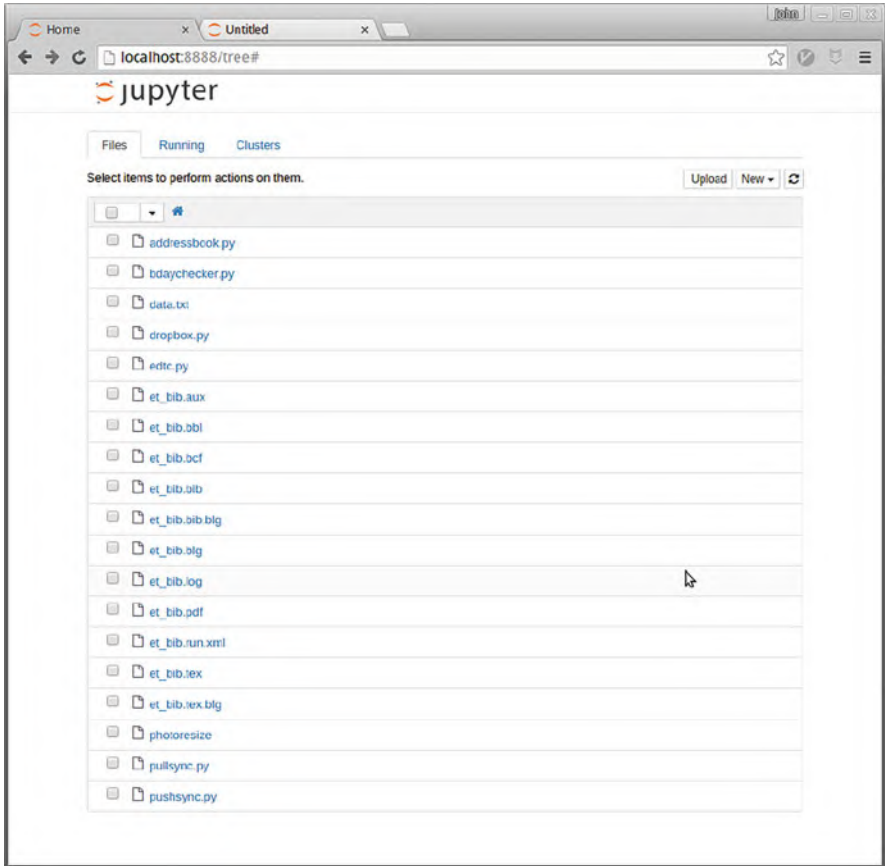 john
Home × Untitled ×
localhost:8888/tree#
jupyter
Files Running Clusters
Select items to perform actions on them.
Upload New
addressbook.py
bdaychecker.py
data.txt
dropbox.py
edtc.py
et_bib.aux
et_bib.bbl
et_bib.bcf
et_bib.bib
et_bib.bib.blg
et_bib.blg
et_bib.log
et_bib.pdf
et_bib.run.xml
et_bib.tex
et_bib.tex.blg
photoresize
pullsync.py
pushsync.py